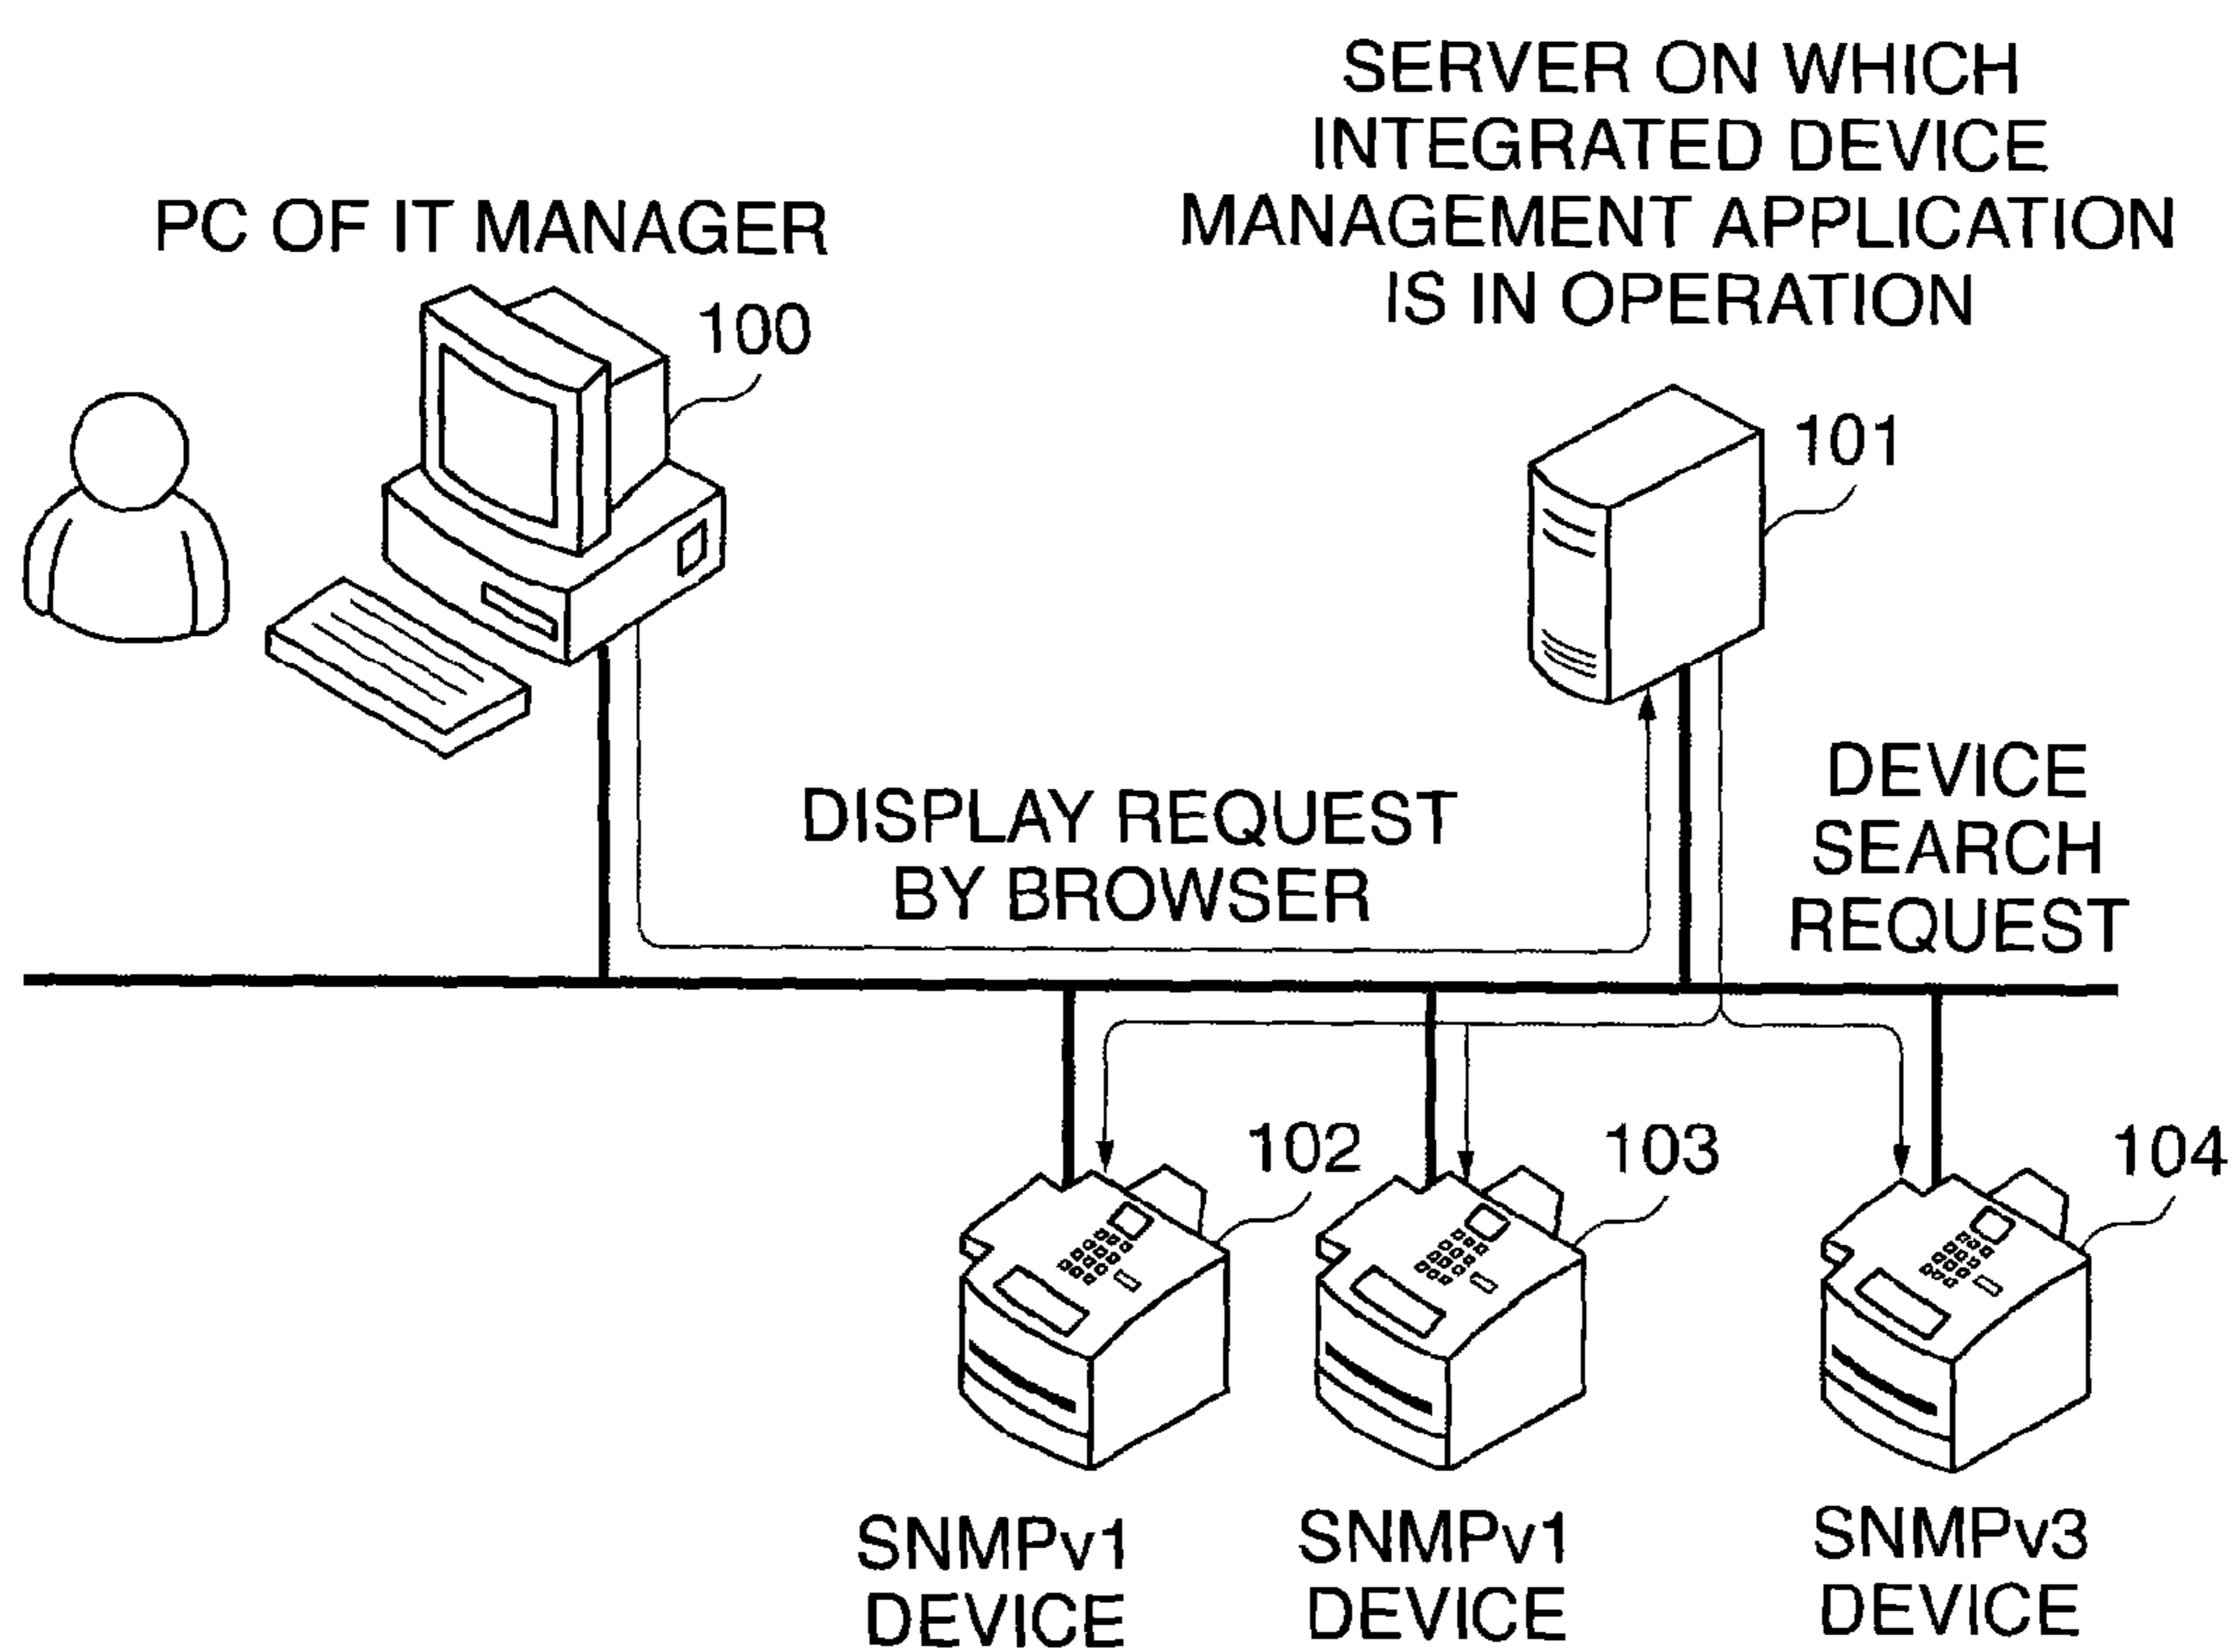 SERVER ON WHICH
INTEGRATED DEVICE
MANAGEMENT APPLICATION
IS IN OPERATION
PC OF IT MANAGER
100
101
DISPLAY REQUEST
BY BROWSER
DEVICE
SEARCH
REQUEST
102
103
104
SNMPv1
DEVICE
SNMPv1
DEVICE
SNMPv3
DEVICE